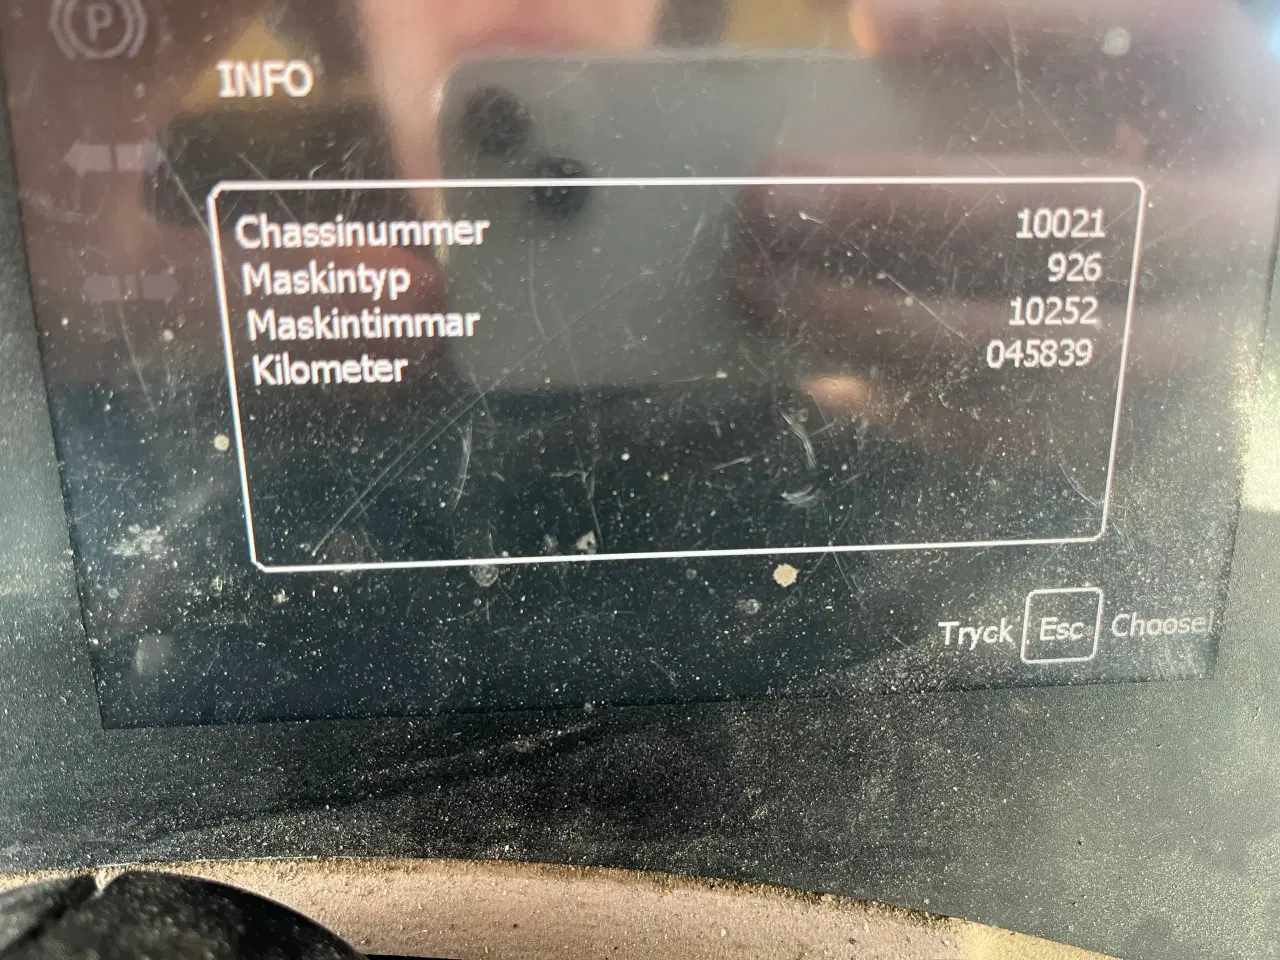 P
INFO
Chassinummer 10021
Maskintyp 926
Maskintimmar 10252
Kilometer 045839
Tryck Esc Choose!